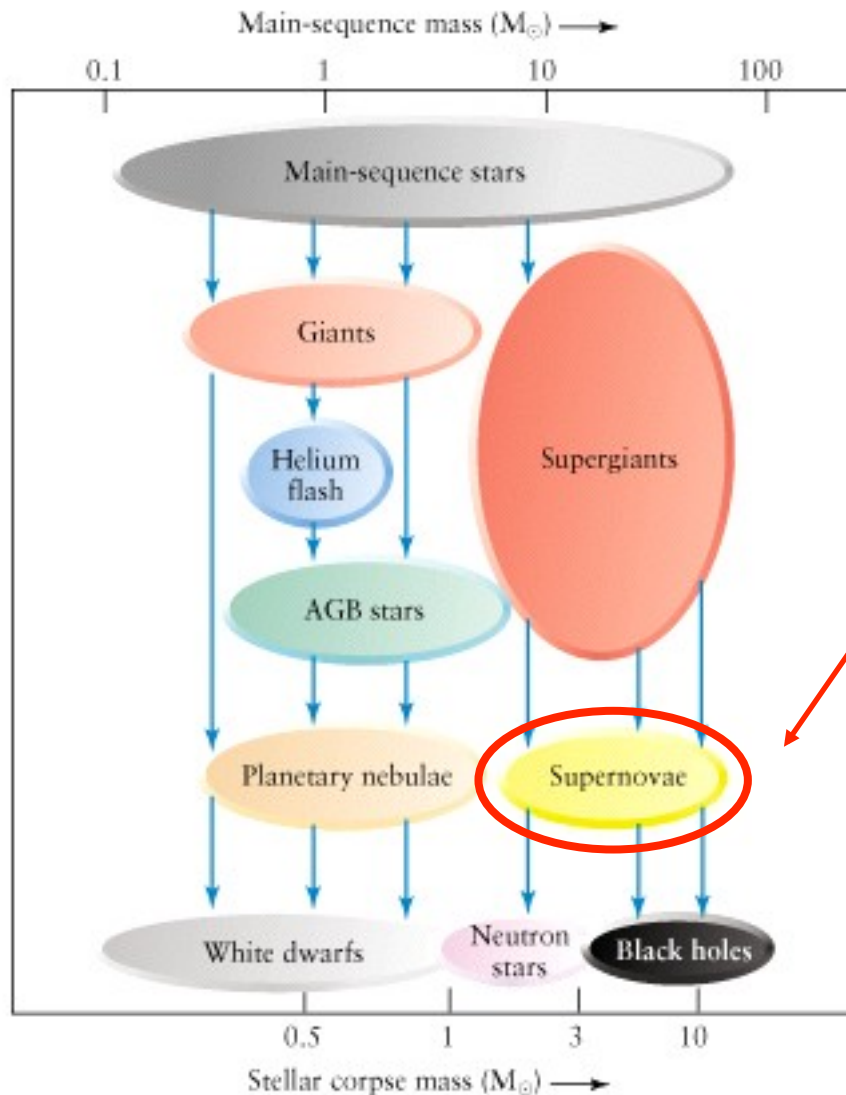 Main-sequence mass (M☉) →
0.1 1 10 100
Main-sequence stars
Giants
Helium
flash
Supergiants
AGB stars
Planetary nebulae
Supernovae
White dwarfs
Neutron
stars
Black holes
0.5 1 3 10
Stellar corpse mass (M☉) →